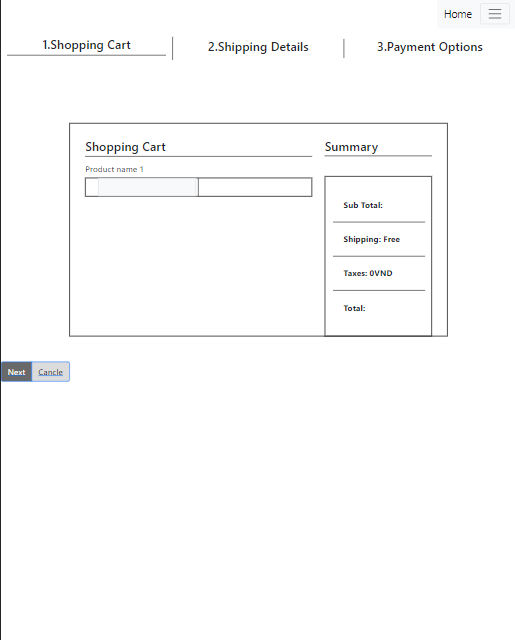 Home
1.Shopping Cart
2.Shipping Details
3.Payment Options
Shopping Cart
Product name 1
Summary
Sub Total:
Shipping: Free
Taxes: 0VND
Total:
Next
Cancle